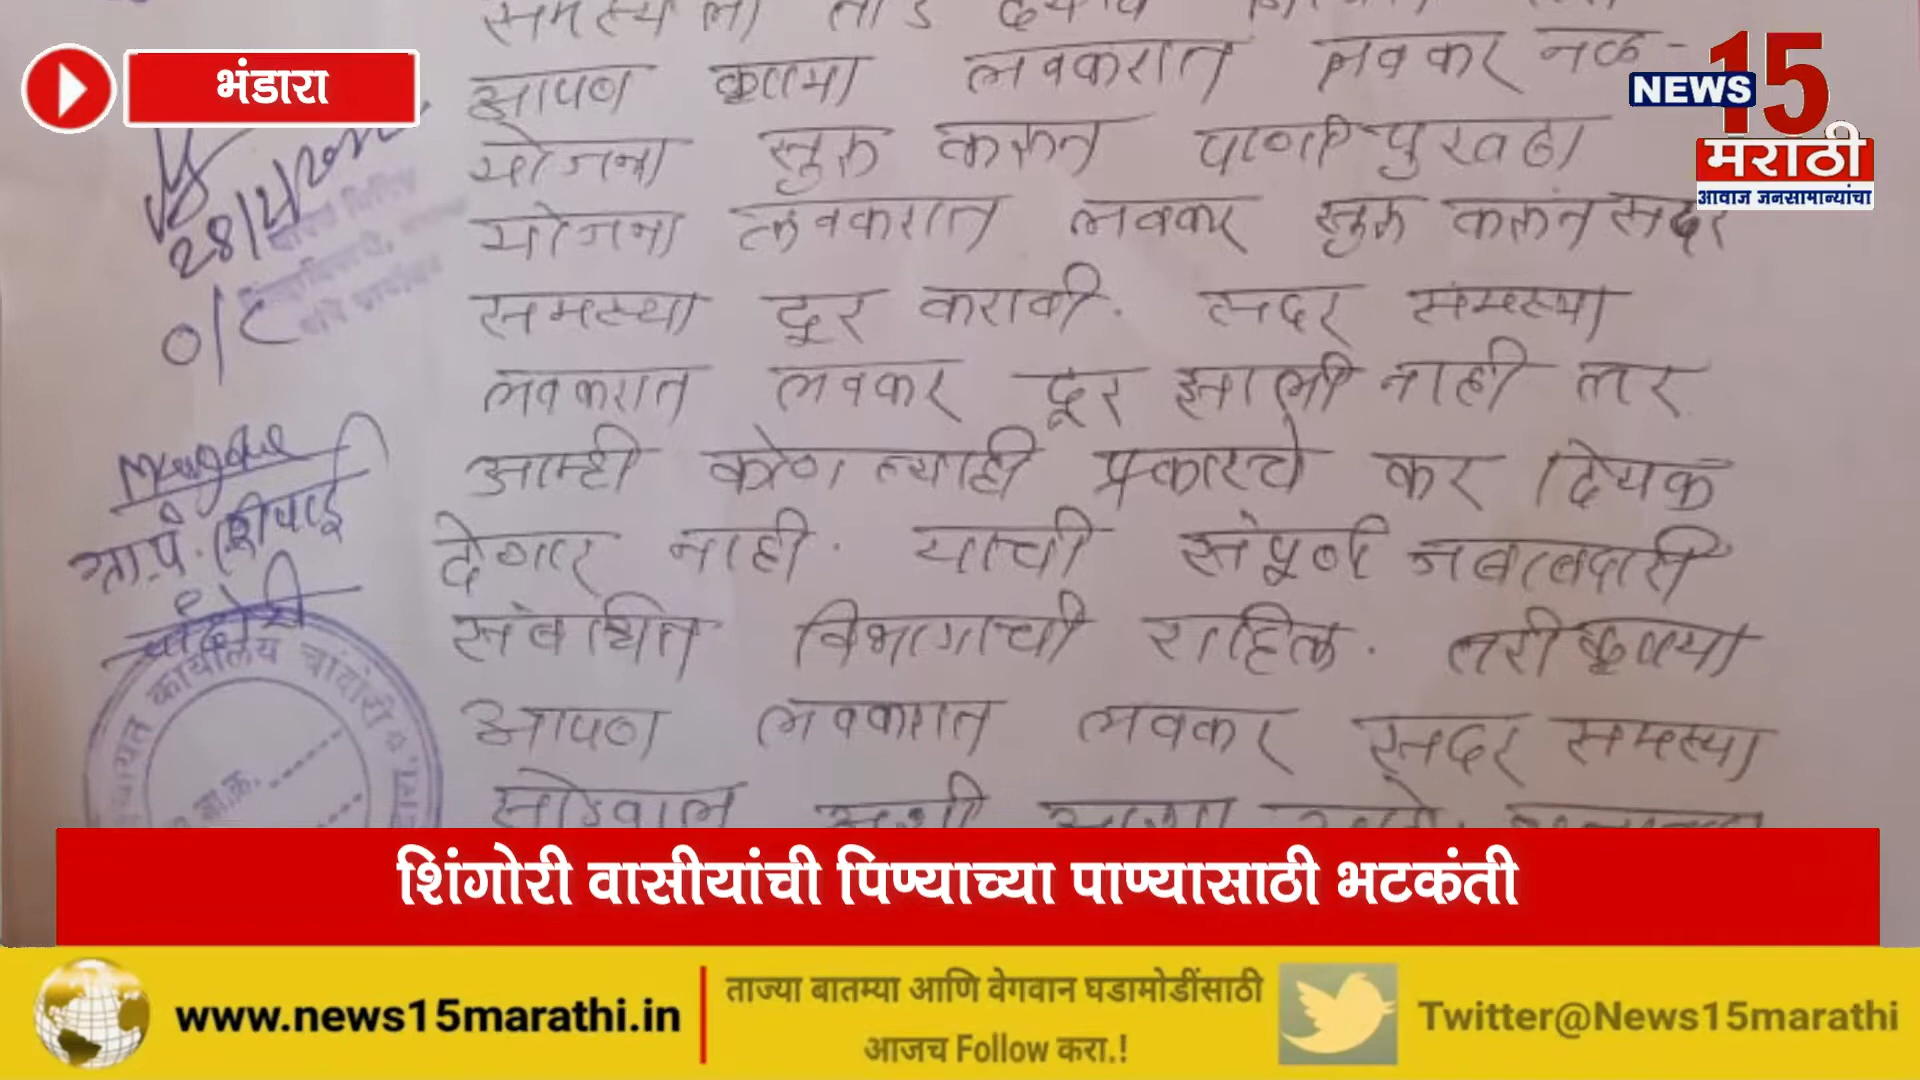 भंडारा
NEWS 15
मराठी
आवाज जनसामान्यांचा
आपण कृपया लवकरात लवकर नळ-
योजना सुरु करून पाणी पुरवठा
योजना लवकरात लवकर सुरु करून सदर
समस्या दूर करावी. सदर समस्या
लवकरात लवकर दूर झाली नाही तर
आम्ही कोणत्याही प्रकारचे कर देयक
देणार नाही. याची संपूर्ण जबाबदारी
संबंधित विभागाची राहिल. तरी कृपया
आपण लवकरात लवकर सदर समस्या
सोडवाल
ग्रा.पं. शिपाई
चांदोरी
कार्यालय चांदोरी
जा.क्र.
शिंगोरी वासीयांची पिण्याच्या पाण्यासाठी भटकंती
www.news15marathi.in
ताज्या बातम्या आणि वेगवान घडामोडींसाठी
आजच Follow करा.!
Twitter@News15marathi